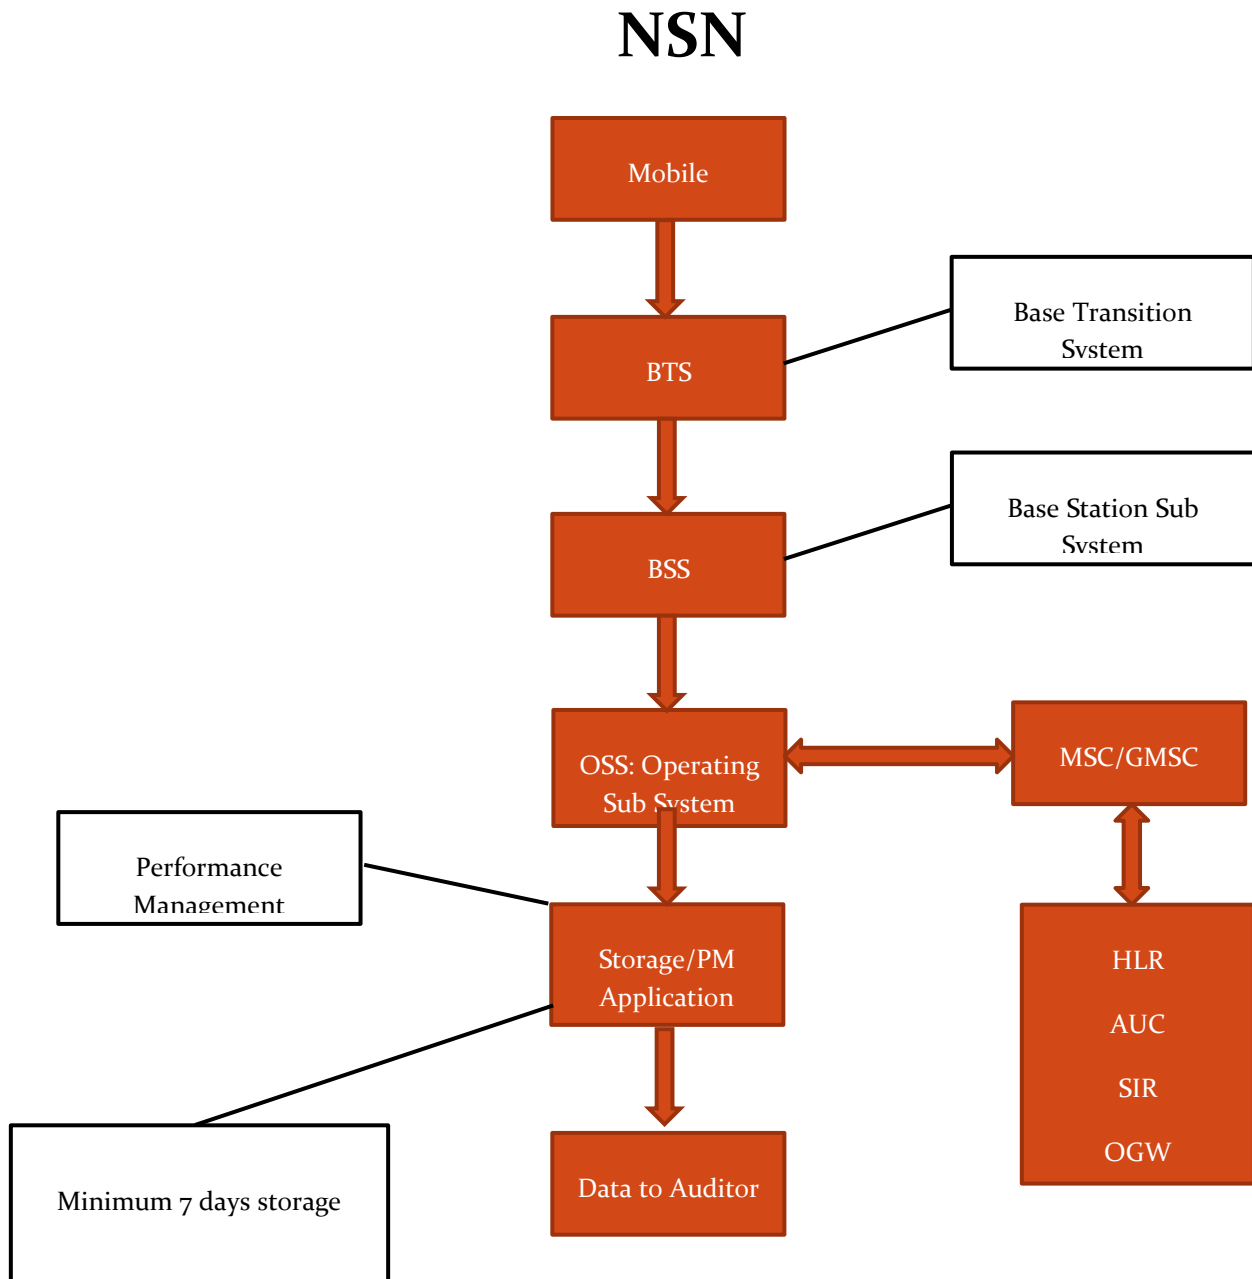 NSN
Mobile
Base Transition
System
BTS
Base Station Sub
System
BSS
OSS: Operating
Sub System
MSC/GMSC
Performance
Management
Storage/PM
Application
HLR
AUC
SIR
OGW
Minimum 7 days storage
Data to Auditor